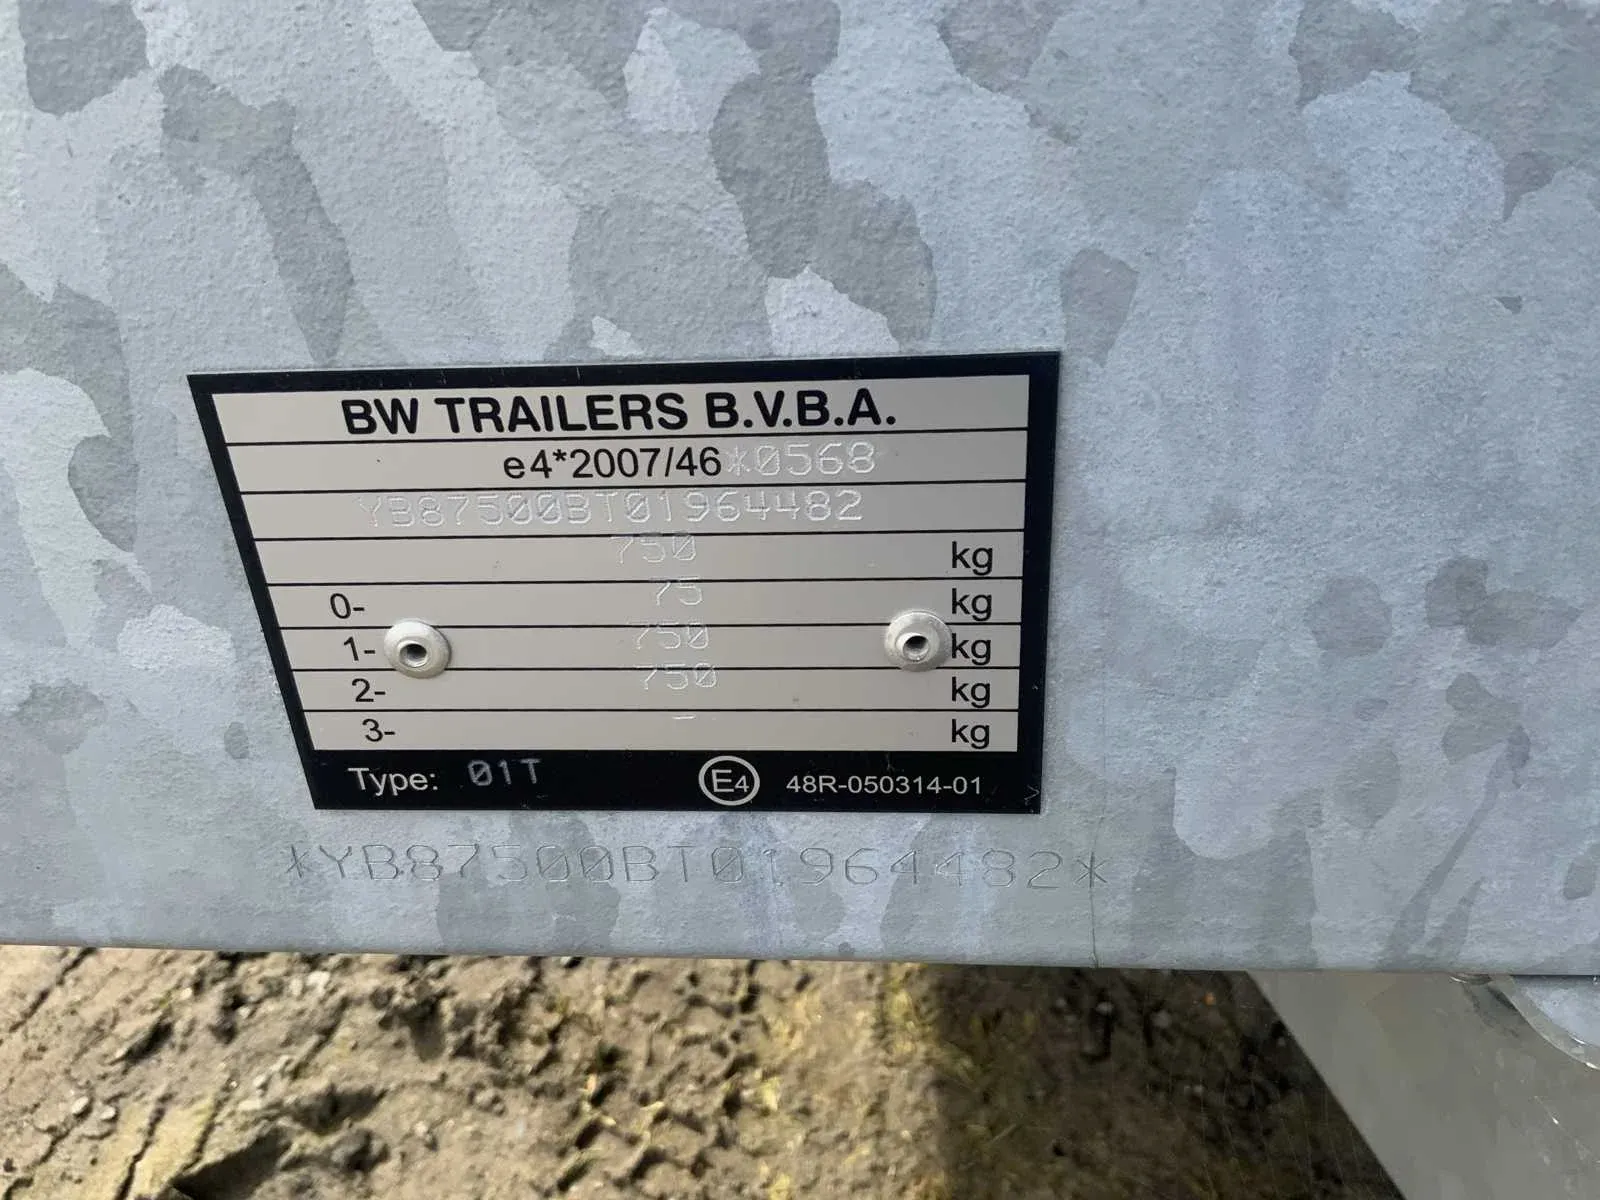 BW TRAILERS B.V.B.A.
e4*2007/46*0568
YB87500BT01964482
750 kg
0- 75 kg
1- 750 kg
2- 750 kg
3- - kg
Type: 01T E4 48R-050314-01
*YB87500BT01964482*